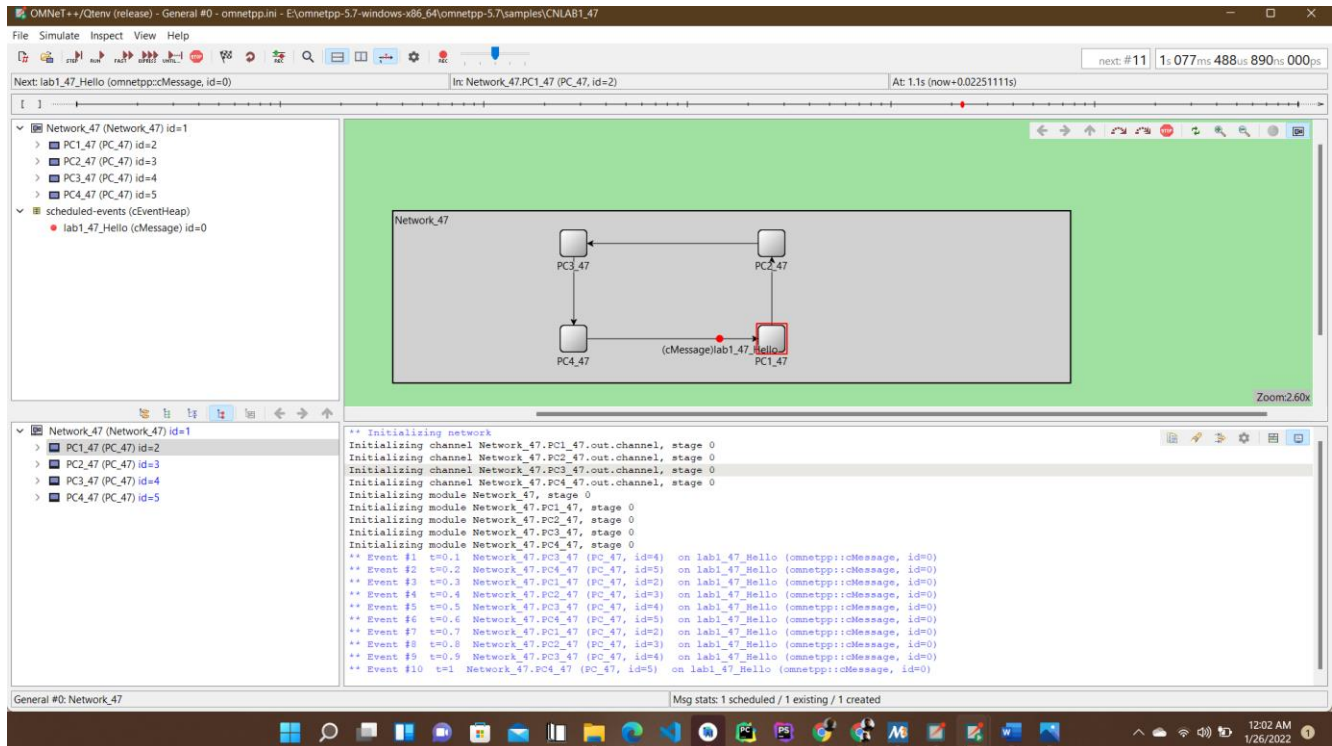 OMNeT++/Qtenv (release) - General #0 - omnetpp.ini - E:\omnetpp-5.7-windows-x86_64\omnetpp-5.7\samples\CNLAB1_47
File Simulate Inspect View Help
STEP RUN FAST EXPRESS UNTIL... STOP REC REC
next: #11 1s 077ms 488us 890ns 000ps
Next: lab1_47_Hello (omnetpp::cMessage, id=0) In: Network_47.PC1_47 (PC_47, id=2) At: 1.1s (now+0.02251111s)
[ ]
Network_47 (Network_47) id=1
PC1_47 (PC_47) id=2
PC2_47 (PC_47) id=3
PC3_47 (PC_47) id=4
PC4_47 (PC_47) id=5
scheduled-events (cEventHeap)
lab1_47_Hello (cMessage) id=0
STOP
Network_47
PC3_47 PC2_47
(cMessage)lab1_47_Hello
PC4_47 PC1_47
Zoom:2.60x
Network_47 (Network_47) id=1
PC1_47 (PC_47) id=2
PC2_47 (PC_47) id=3
PC3_47 (PC_47) id=4
PC4_47 (PC_47) id=5
** Initializing network
Initializing channel Network_47.PC1_47.out.channel, stage 0
Initializing channel Network_47.PC2_47.out.channel, stage 0
Initializing channel Network_47.PC3_47.out.channel, stage 0
Initializing channel Network_47.PC4_47.out.channel, stage 0
Initializing module Network_47, stage 0
Initializing module Network_47.PC1_47, stage 0
Initializing module Network_47.PC2_47, stage 0
Initializing module Network_47.PC3_47, stage 0
Initializing module Network_47.PC4_47, stage 0
** Event #1 t=0.1 Network_47.PC3_47 (PC_47, id=4) on lab1_47_Hello (omnetpp::cMessage, id=0)
** Event #2 t=0.2 Network_47.PC4_47 (PC_47, id=5) on lab1_47_Hello (omnetpp::cMessage, id=0)
** Event #3 t=0.3 Network_47.PC1_47 (PC_47, id=2) on lab1_47_Hello (omnetpp::cMessage, id=0)
** Event #4 t=0.4 Network_47.PC2_47 (PC_47, id=3) on lab1_47_Hello (omnetpp::cMessage, id=0)
** Event #5 t=0.5 Network_47.PC3_47 (PC_47, id=4) on lab1_47_Hello (omnetpp::cMessage, id=0)
** Event #6 t=0.6 Network_47.PC4_47 (PC_47, id=5) on lab1_47_Hello (omnetpp::cMessage, id=0)
** Event #7 t=0.7 Network_47.PC1_47 (PC_47, id=2) on lab1_47_Hello (omnetpp::cMessage, id=0)
** Event #8 t=0.8 Network_47.PC2_47 (PC_47, id=3) on lab1_47_Hello (omnetpp::cMessage, id=0)
** Event #9 t=0.9 Network_47.PC3_47 (PC_47, id=4) on lab1_47_Hello (omnetpp::cMessage, id=0)
** Event #10 t=1 Network_47.PC4_47 (PC_47, id=5) on lab1_47_Hello (omnetpp::cMessage, id=0)
General #0: Network_47 Msg stats: 1 scheduled / 1 existing / 1 created
12:02 AM
1/26/2022 1